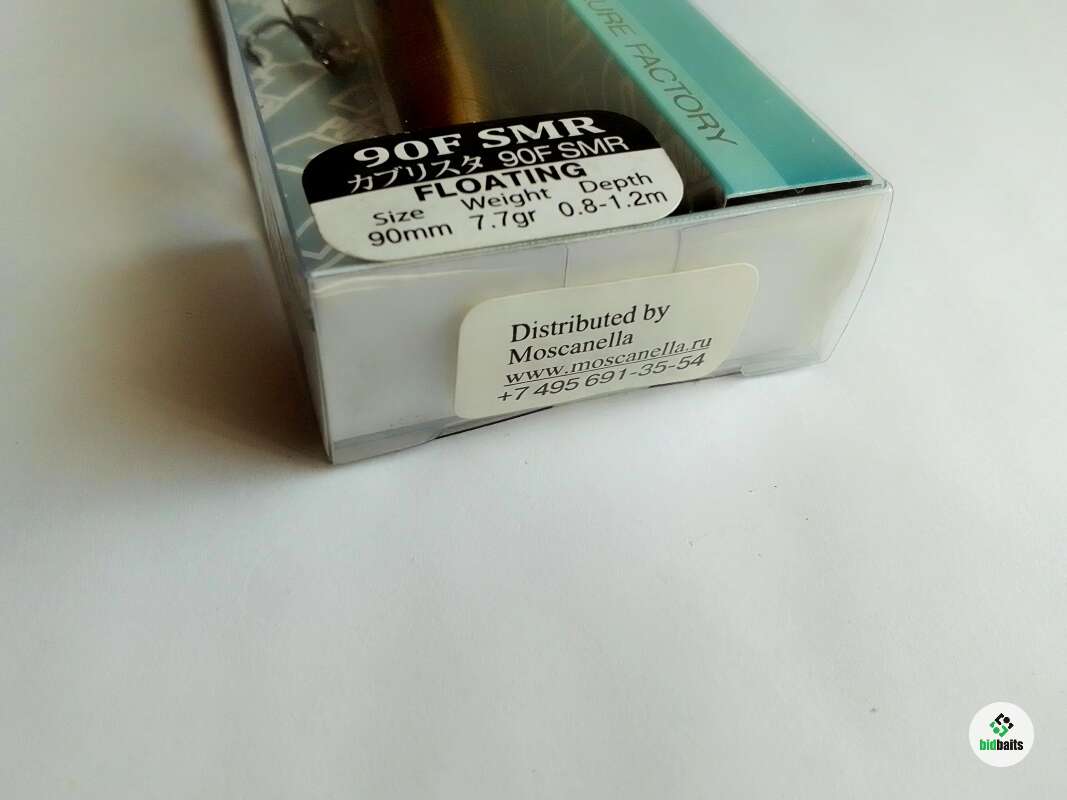 URE FACTORY
90F SMR
カブリスタ 90F SMR
FLOATING
Size Weight Depth
90mm 7.7gr 0.8-1.2m
Distributed by
Moscanella
www.moscanella.ru
+7 495 691-35-54
bidbaits